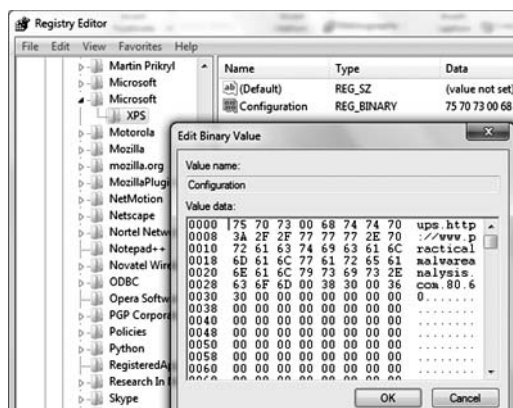 Registry Editor
File Edit View Favorites Help
Martin Prikryl
Microsoft
Microsoft
XPS
Motorola
Mozilla
mozilla.org
MozillaPlugi
NetMotion
Netscape
Nortel Netw
Notepad++
Novatel Wire
ODBC
Opera Softw
PGP Corpora
Policies
Python
RegisteredAp
Research In
Skype
Name Type Data
ab (Default) REG_SZ (value not set)
Configuration REG_BINARY 75 70 73 00 68
Edit Binary Value
Value name:
Configuration
Value data:
0000 75 70 73 00 68 74 74 70 ups.http
0008 3A 2F 2F 77 77 77 2E 70 ://www.p
0010 72 61 63 74 69 63 61 6C ractical
0018 6D 61 6C 77 61 72 65 61 malwarea
0020 6E 61 6C 79 73 69 73 2E nalysis.
0028 63 6F 6D 00 38 30 00 36 com.80.6
0030 30 00 00 00 00 00 00 00 0.......
0038 00 00 00 00 00 00 00 00 ........
0040 00 00 00 00 00 00 00 00 ........
0048 00 00 00 00 00 00 00 00 ........
0050 00 00 00 00 00 00 00 00 ........
0058 00 00 00 00 00 00 00 00 ........
0060 00 00 00 00 00 00 00 00 ........
OK Cancel